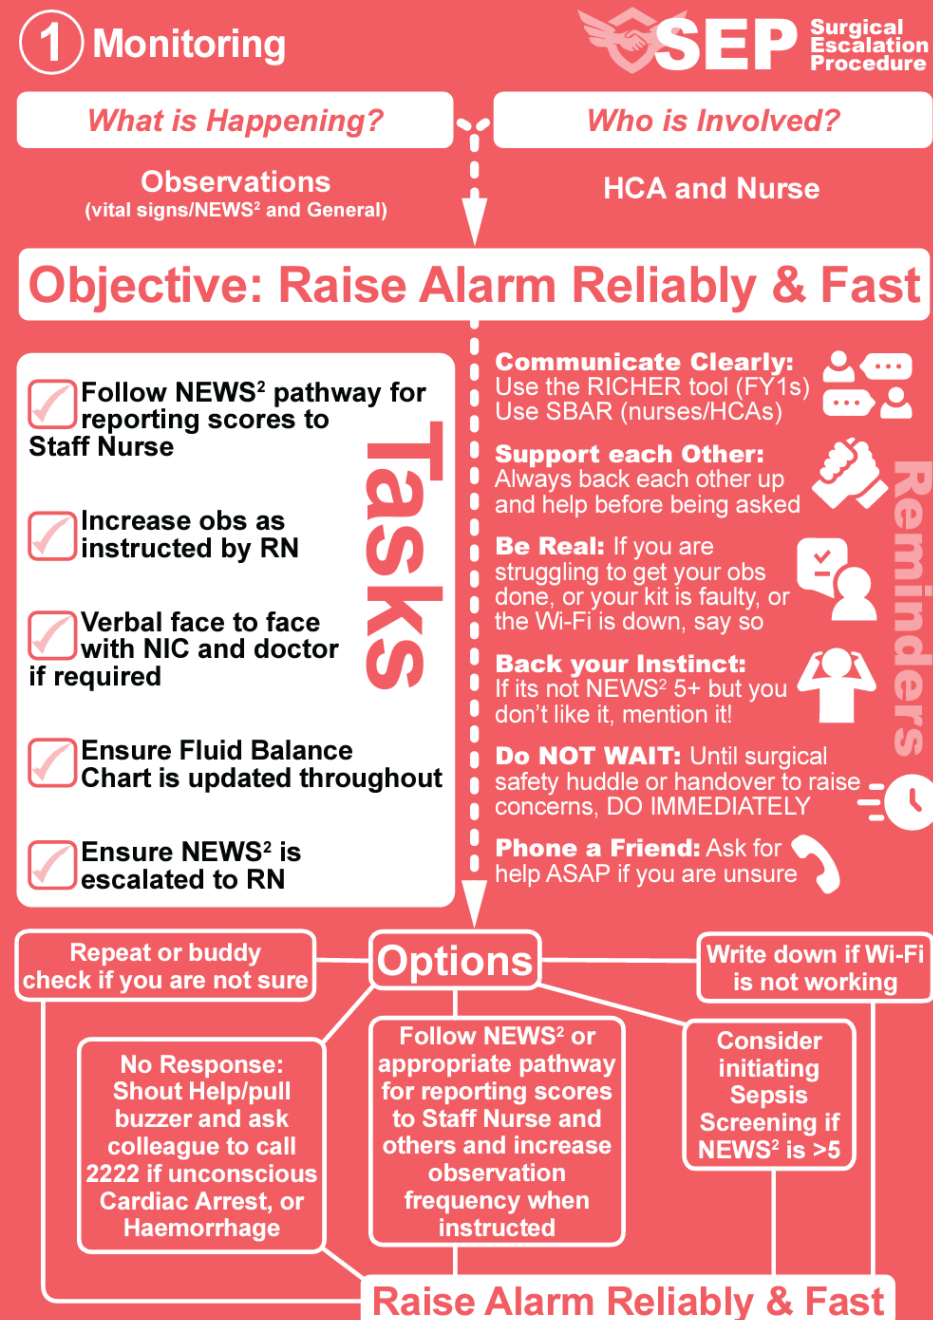 1 Monitoring
SEP Surgical
Escalation
Procedure
What is Happening?
Who is Involved?
Observations
(vital signs/NEWS² and General)
HCA and Nurse
Objective: Raise Alarm Reliably & Fast
Tasks
Follow NEWS² pathway for
reporting scores to
Staff Nurse
Increase obs as
instructed by RN
Verbal face to face
with NIC and doctor
if required
Ensure Fluid Balance
Chart is updated throughout
Ensure NEWS² is
escalated to RN
Reminders
Communicate Clearly:
Use the RICHER tool (FY1s)
Use SBAR (nurses/HCAs)
Support each Other:
Always back each other up
and help before being asked
Be Real: If you are
struggling to get your obs
done, or your kit is faulty, or
the Wi-Fi is down, say so
Back your Instinct:
If its not NEWS² 5+ but you
don't like it, mention it!
Do NOT WAIT: Until surgical
safety huddle or handover to raise
concerns, DO IMMEDIATELY
Phone a Friend: Ask for
help ASAP if you are unsure
Options
Repeat or buddy
check if you are not sure
Write down if Wi-Fi
is not working
No Response:
Shout Help/pull
buzzer and ask
colleague to call
2222 if unconscious
Cardiac Arrest, or
Haemorrhage
Follow NEWS² or
appropriate pathway
for reporting scores
to Staff Nurse and
others and increase
observation
frequency when
instructed
Consider
initiating
Sepsis
Screening if
NEWS² is >5
Raise Alarm Reliably & Fast